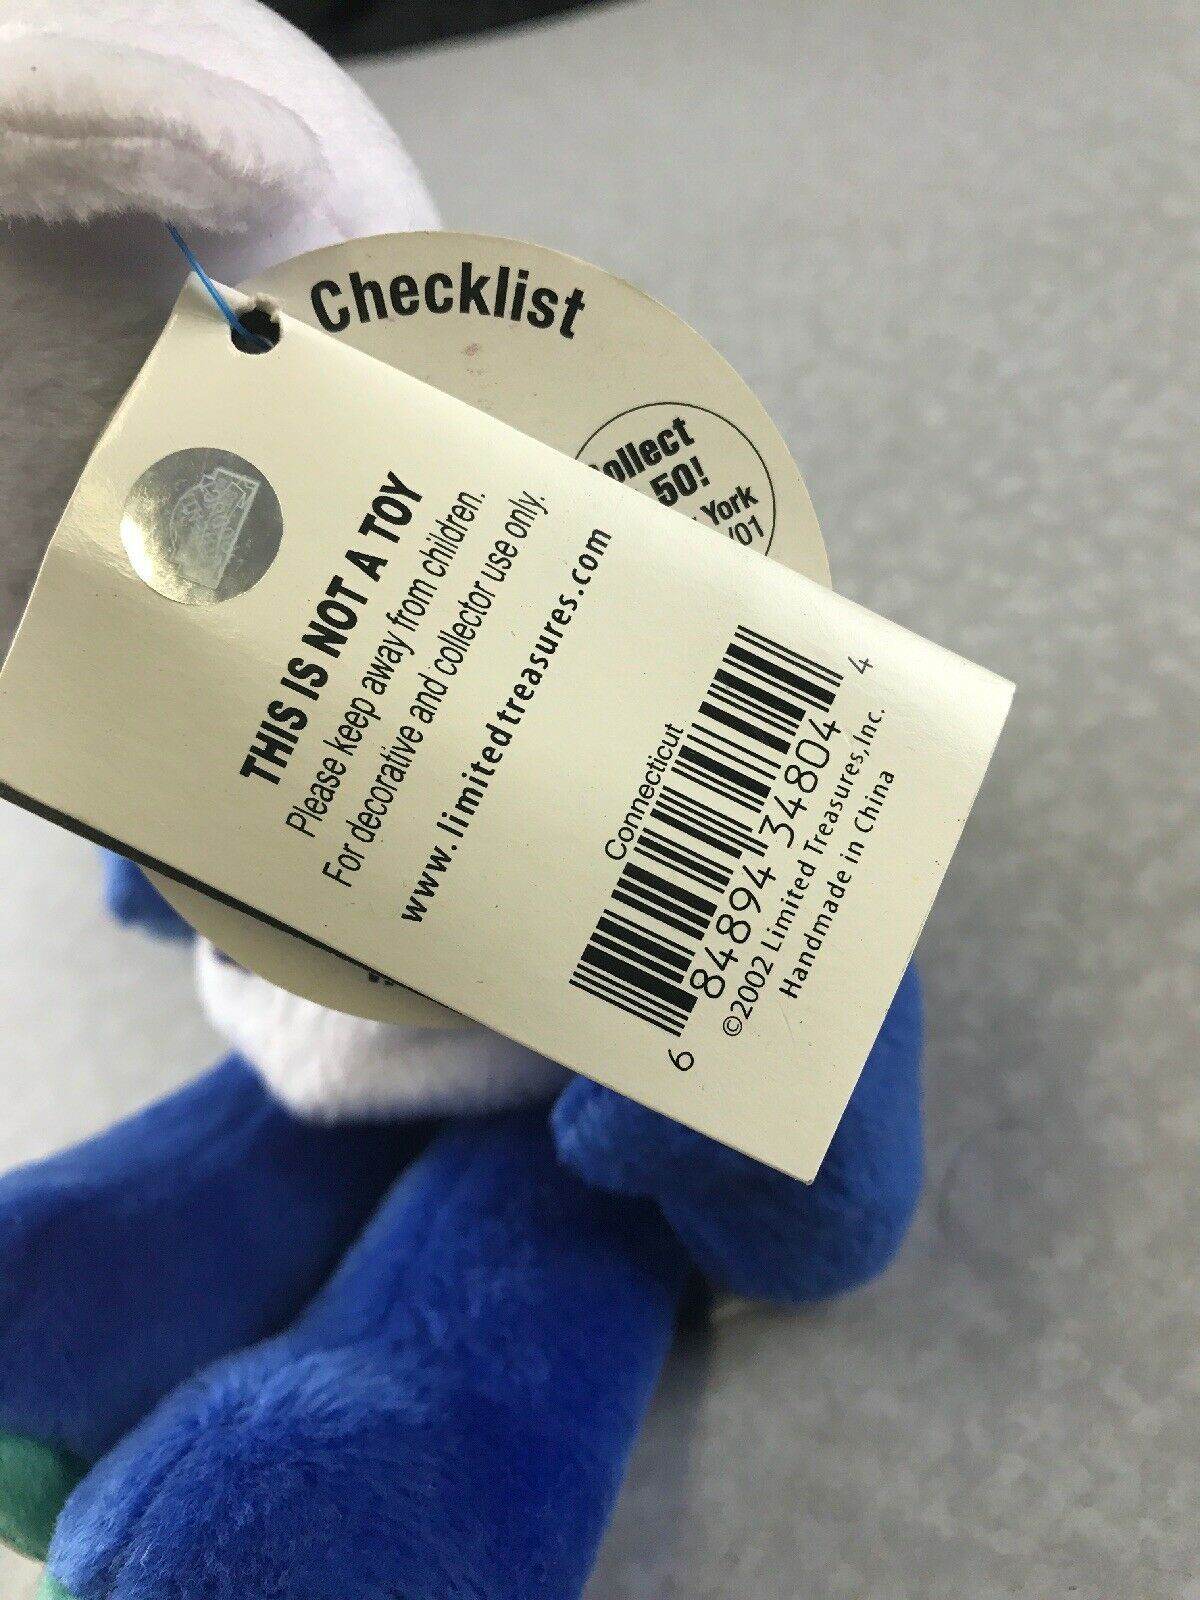 Checklist
50!
York
/01
THIS IS NOT A TOY
Please keep away from children.
For decorative and collector use only.
www.limitedtreasures.com
Connecticut
6 84894 34804 4
©2002 Limited Treasures, Inc.
Handmade in China